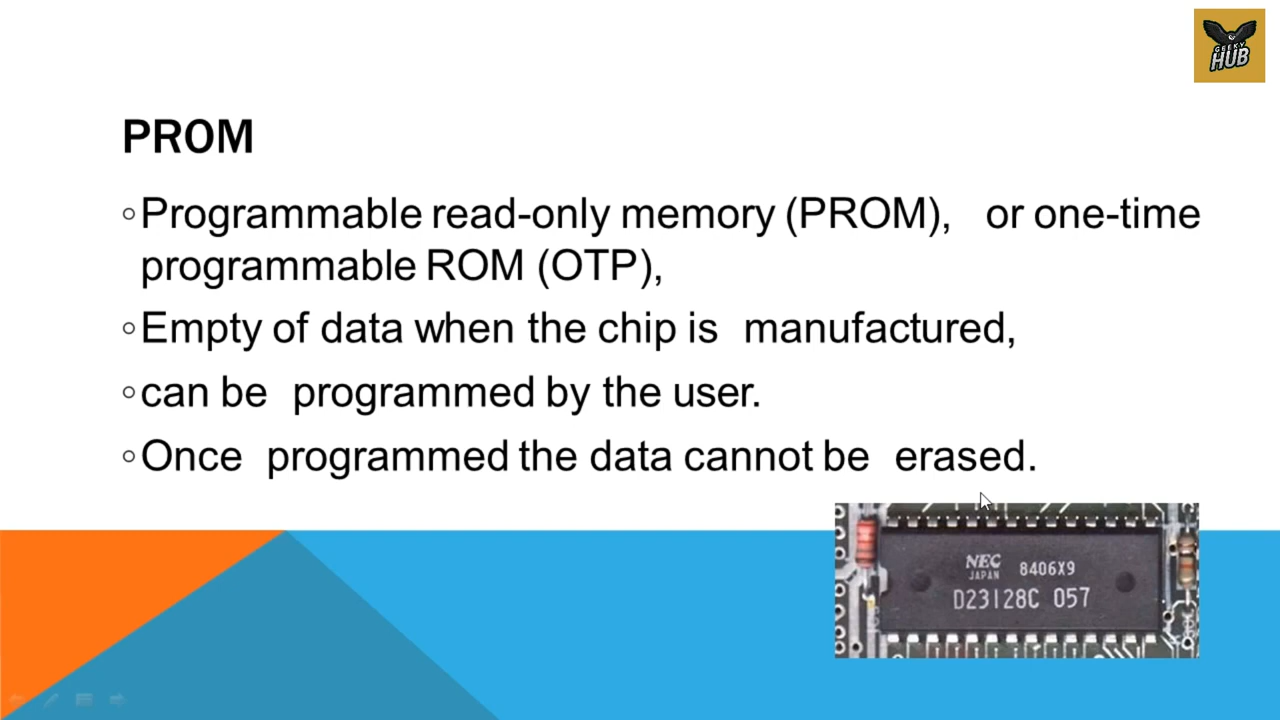 GEEKY
HUB
PROM
Programmable read-only memory (PROM), or one-time
programmable ROM (OTP),
Empty of data when the chip is manufactured,
can be programmed by the user.
Once programmed the data cannot be erased.
NEC
JAPAN 8406X9
D23128C 057